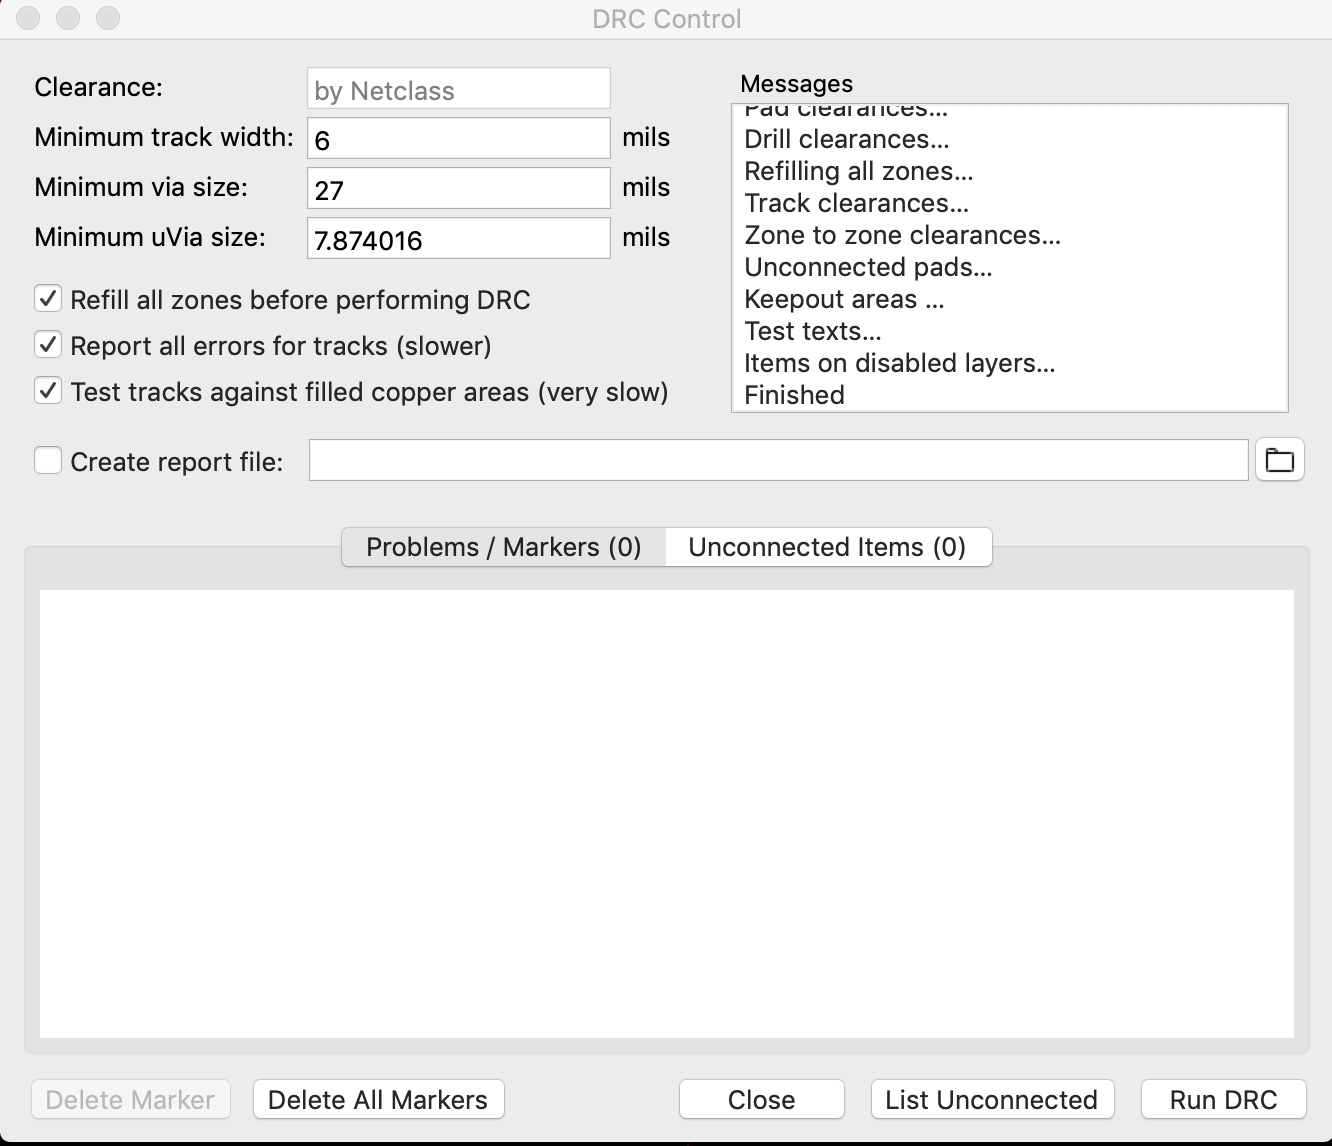 DRC Control
Clearance:
by Netclass
Minimum track width:
6
mils
Minimum via size:
27
mils
Minimum uVia size:
7.874016
mils
Refill all zones before performing DRC
Report all errors for tracks (slower)
Test tracks against filled copper areas (very slow)
Messages
Pad clearances...
Drill clearances...
Refilling all zones...
Track clearances...
Zone to zone clearances...
Unconnected pads...
Keepout areas ...
Test texts...
Items on disabled layers...
Finished
Create report file:
Problems / Markers (0)
Unconnected Items (0)
Delete Marker
Delete All Markers
Close
List Unconnected
Run DRC